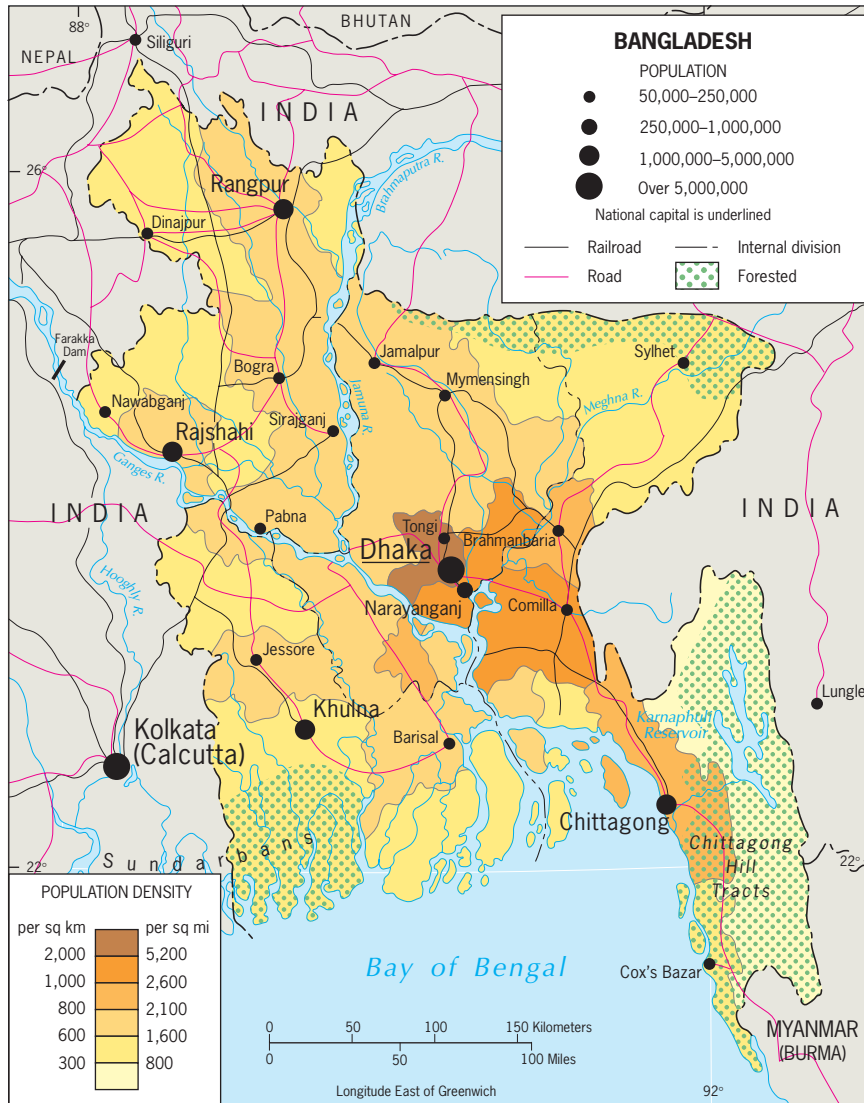 88°
BHUTAN
Siliguri
NEPAL
INDIA
BANGLADESH
POPULATION
50,000–250,000
250,000–1,000,000
1,000,000–5,000,000
Over 5,000,000
National capital is underlined
Railroad
Internal division
Road
Forested
26°
Rangpur
Brahmaputra R.
Dinajpur
Farakka
Dam
Jamalpur
Sylhet
Bogra
Mymensingh
Jamuna R.
Meghna R.
Nawabganj
Sirajganj
Rajshahi
Ganges R.
INDIA
INDIA
Pabna
Tongi
Brahmanbaria
Dhaka
Hooghly R.
Narayanganj
Comilla
Jessore
Lungle
Khulna
Karnaphuli
Reservoir
Kolkata
(Calcutta)
Barisal
Chittagong
Sundarbans
22°
22°
Chittagong
Hill
Tracts
POPULATION DENSITY
per sq km
per sq mi
2,000
5,200
1,000
2,600
800
2,100
600
1,600
300
800
Bay of Bengal
Cox's Bazar
0 50 100 150 Kilometers
0 50 100 Miles
Longitude East of Greenwich
MYANMAR
(BURMA)
92°